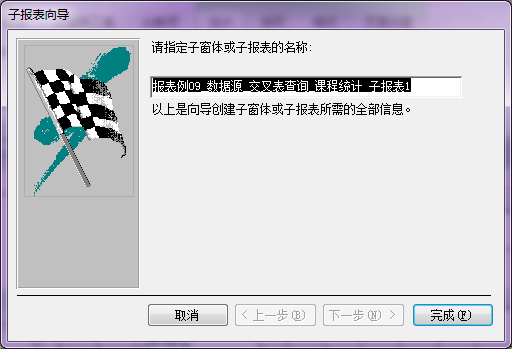 子报表向导
请指定子窗体或子报表的名称:
报表例09_数据源_交叉表查询_课程统计 子报表1
以上是向导创建子窗体或子报表所需的全部信息。
取消 < 上一步(B) 下一步(N) > 完成(F)